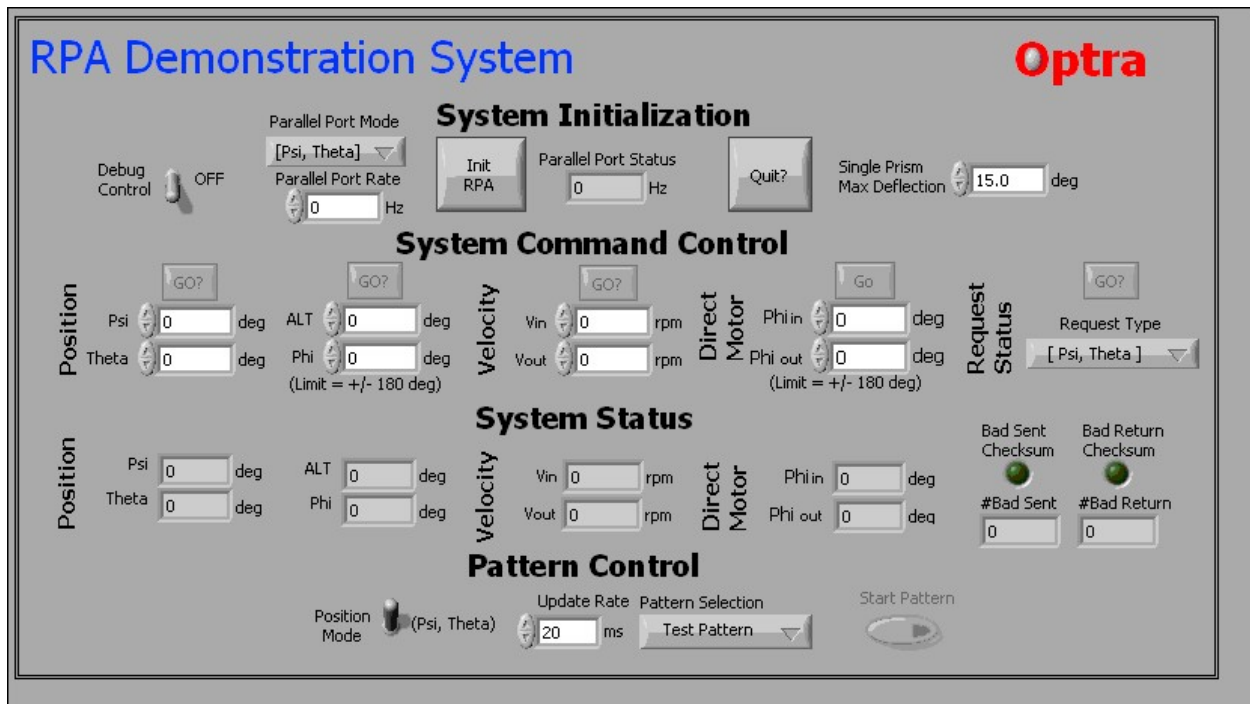 RPA Demonstration System
Optra
System Initialization
Parallel Port Mode
[Psi, Theta]
Debug
Control
OFF
Parallel Port Rate
0 Hz
Init
RPA
Parallel Port Status
0 Hz
Quit?
Single Prism
Max Deflection
15.0 deg
System Command Control
Position
GO?
Psi 0 deg
Theta 0 deg
GO?
ALT 0 deg
Phi 0 deg
(Limit = +/- 180 deg)
Velocity
GO?
Vin 0 rpm
Vout 0 rpm
Direct
Motor
Go
Phi in 0 deg
Phi out 0 deg
(Limit = +/- 180 deg)
Request
Status
GO?
Request Type
[ Psi, Theta ]
System Status
Position
Psi 0 deg
Theta 0 deg
ALT 0 deg
Phi 0 deg
Velocity
Vin 0 rpm
Vout 0 rpm
Direct
Motor
Phi in 0 deg
Phi out 0 deg
Bad Sent
Checksum
#Bad Sent
0
Bad Return
Checksum
#Bad Return
0
Pattern Control
Position
Mode
(Psi, Theta)
Update Rate
20 ms
Pattern Selection
Test Pattern
Start Pattern